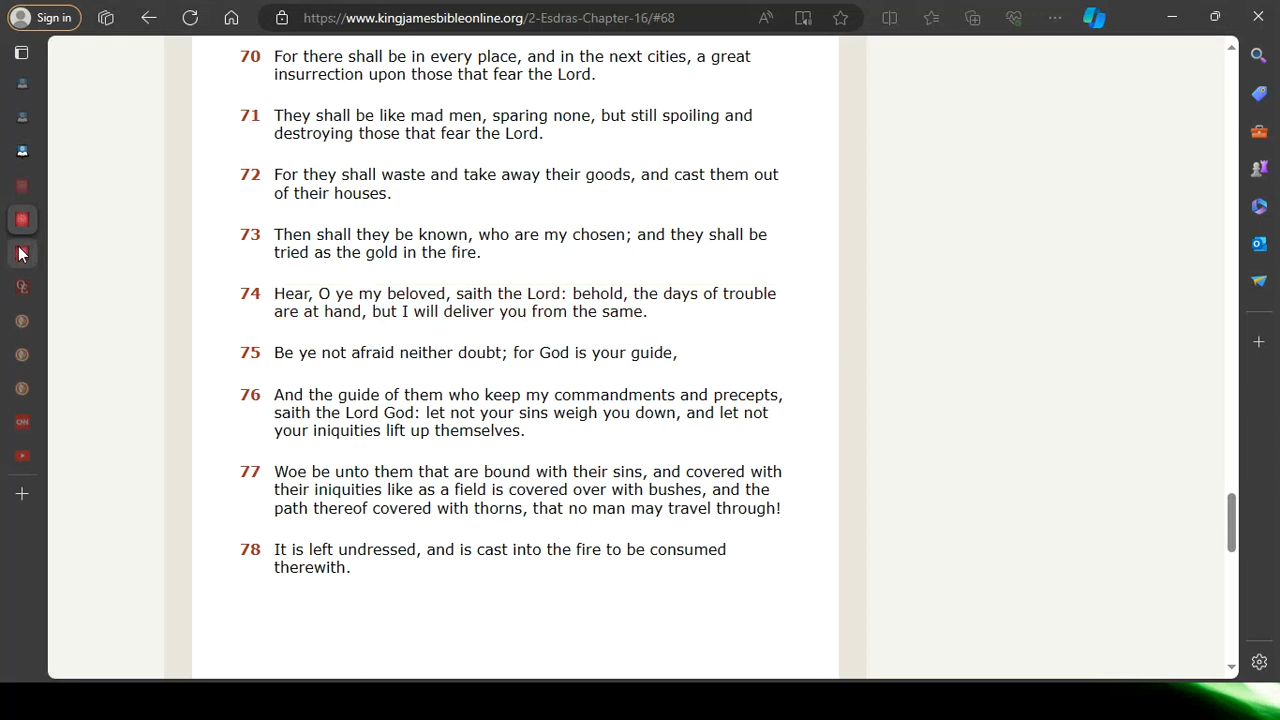 Sign in
https://www.kingjamesbibleonline.org/2-Esdras-Chapter-16/#68
70 For there shall be in every place, and in the next cities, a great
insurrection upon those that fear the Lord.
71 They shall be like mad men, sparing none, but still spoiling and
destroying those that fear the Lord.
72 For they shall waste and take away their goods, and cast them out
of their houses.
73 Then shall they be known, who are my chosen; and they shall be
tried as the gold in the fire.
74 Hear, O ye my beloved, saith the Lord: behold, the days of trouble
are at hand, but I will deliver you from the same.
75 Be ye not afraid neither doubt; for God is your guide,
76 And the guide of them who keep my commandments and precepts,
saith the Lord God: let not your sins weigh you down, and let not
your iniquities lift up themselves.
77 Woe be unto them that are bound with their sins, and covered with
their iniquities like as a field is covered over with bushes, and the
path thereof covered with thorns, that no man may travel through!
78 It is left undressed, and is cast into the fire to be consumed
therewith.
CNN